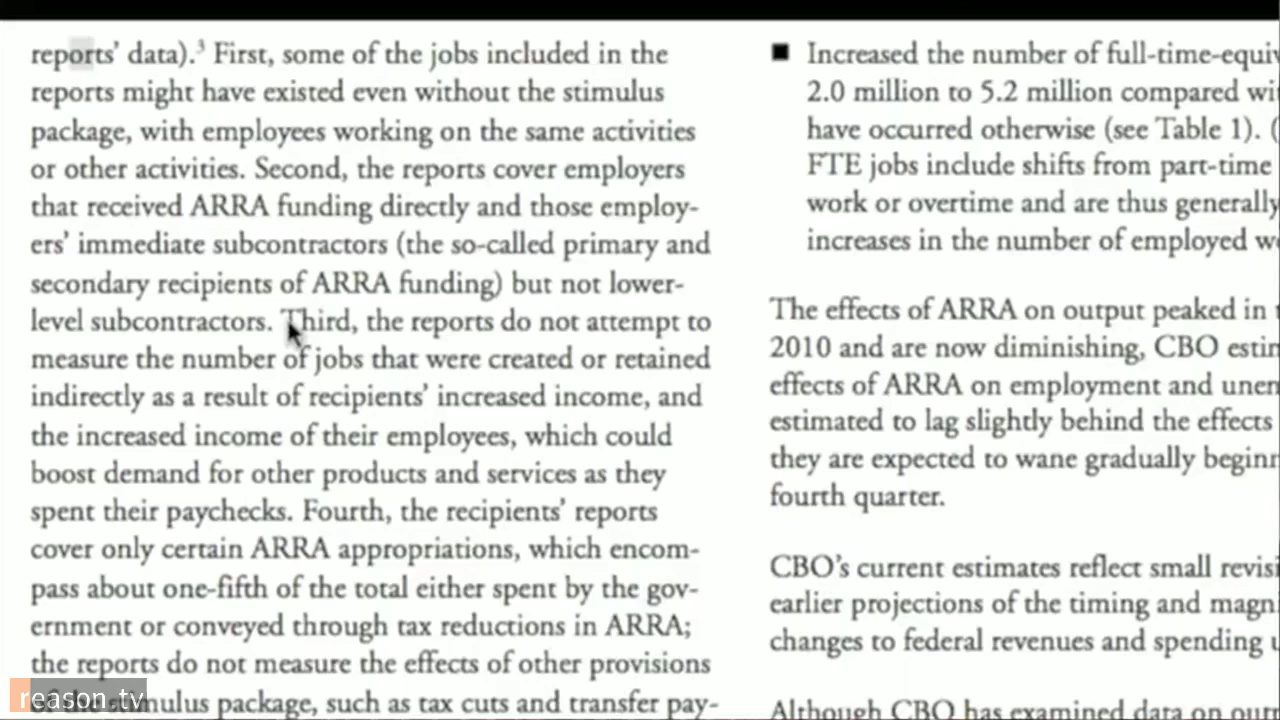 reports' data).³ First, some of the jobs included in the
reports might have existed even without the stimulus
package, with employees working on the same activities
or other activities. Second, the reports cover employers
that received ARRA funding directly and those employ-
ers' immediate subcontractors (the so-called primary and
secondary recipients of ARRA funding) but not lower-
level subcontractors. Third, the reports do not attempt to
measure the number of jobs that were created or retained
indirectly as a result of recipients' increased income, and
the increased income of their employees, which could
boost demand for other products and services as they
spent their paychecks. Fourth, the recipients' reports
cover only certain ARRA appropriations, which encom-
pass about one-fifth of the total either spent by the gov-
ernment or conveyed through tax reductions in ARRA;
the reports do not measure the effects of other provisions
of the stimulus package, such as tax cuts and transfer pay-
■ Increased the number of full-time-equiv
2.0 million to 5.2 million compared wi
have occurred otherwise (see Table 1). (
FTE jobs include shifts from part-time
work or overtime and are thus generally
increases in the number of employed wo
The effects of ARRA on output peaked in
2010 and are now diminishing, CBO estim
effects of ARRA on employment and unem
estimated to lag slightly behind the effects
they are expected to wane gradually beginn
fourth quarter.
CBO's current estimates reflect small revisi
earlier projections of the timing and magn
changes to federal revenues and spending
Although CBO has examined data on outp
reason.tv